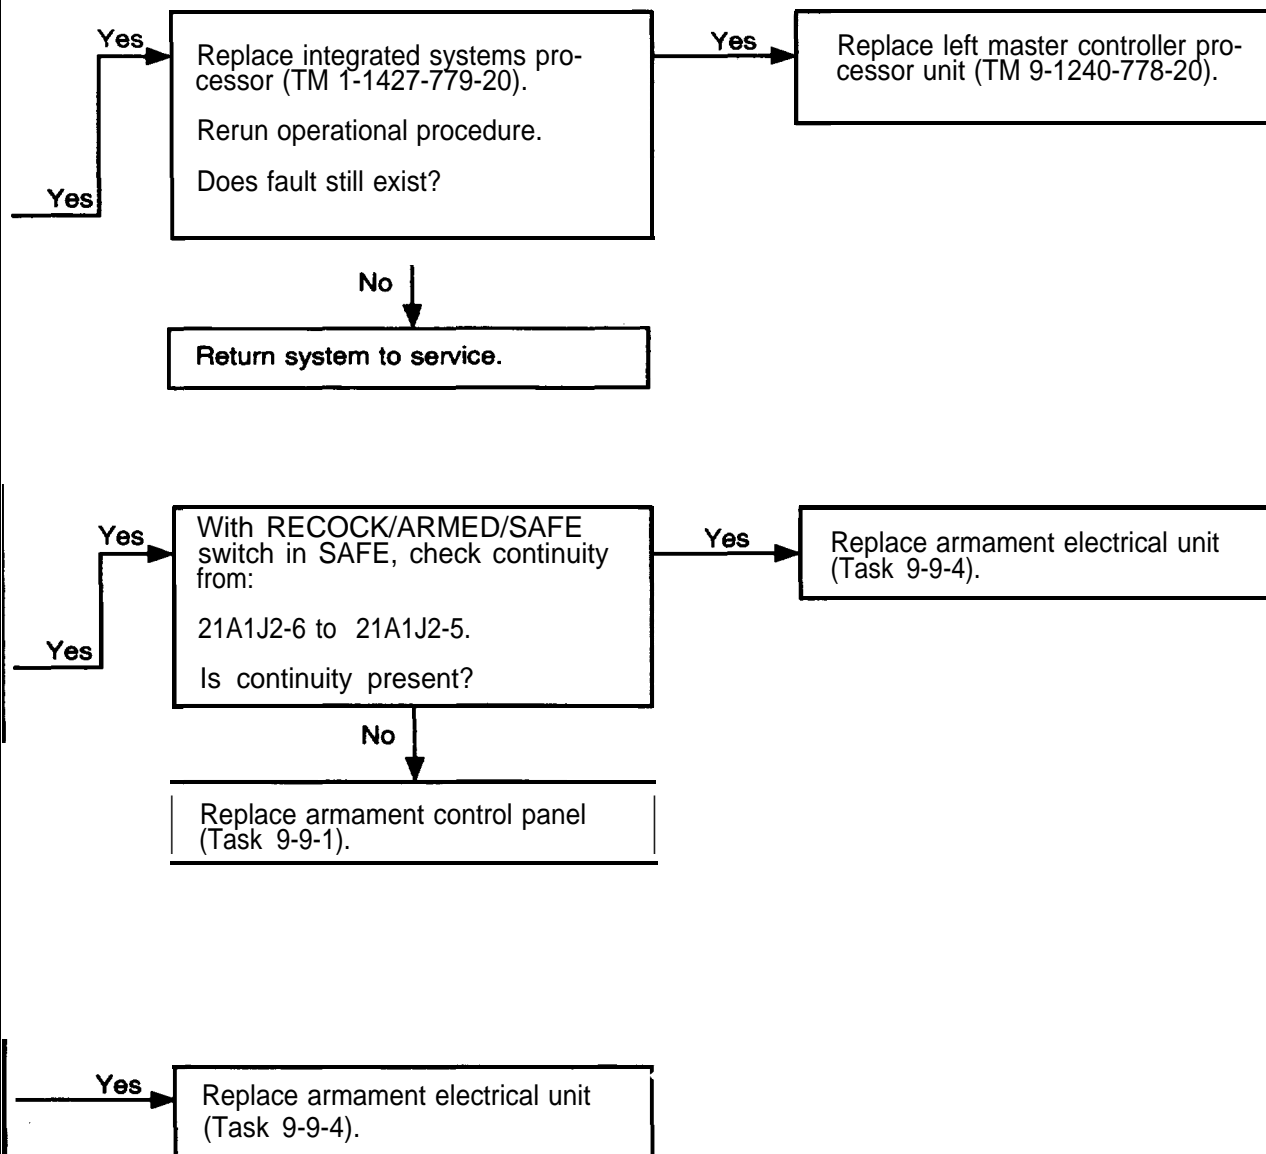 Yes
Replace integrated systems pro-
cessor (TM 1-1427-779-20).
Rerun operational procedure.
Does fault still exist?
Yes
Replace left master controller pro-
cessor unit (TM 9-1240-778-20).
Yes
No
Return system to service.
Yes
With RECOCK/ARMED/SAFE
switch in SAFE, check continuity
from:
21A1J2-6 to 21A1J2-5.
Is continuity present?
Yes
Replace armament electrical unit
(Task 9-9-4).
Yes
No
Replace armament control panel
(Task 9-9-1).
Yes
Replace armament electrical unit
(Task 9-9-4).